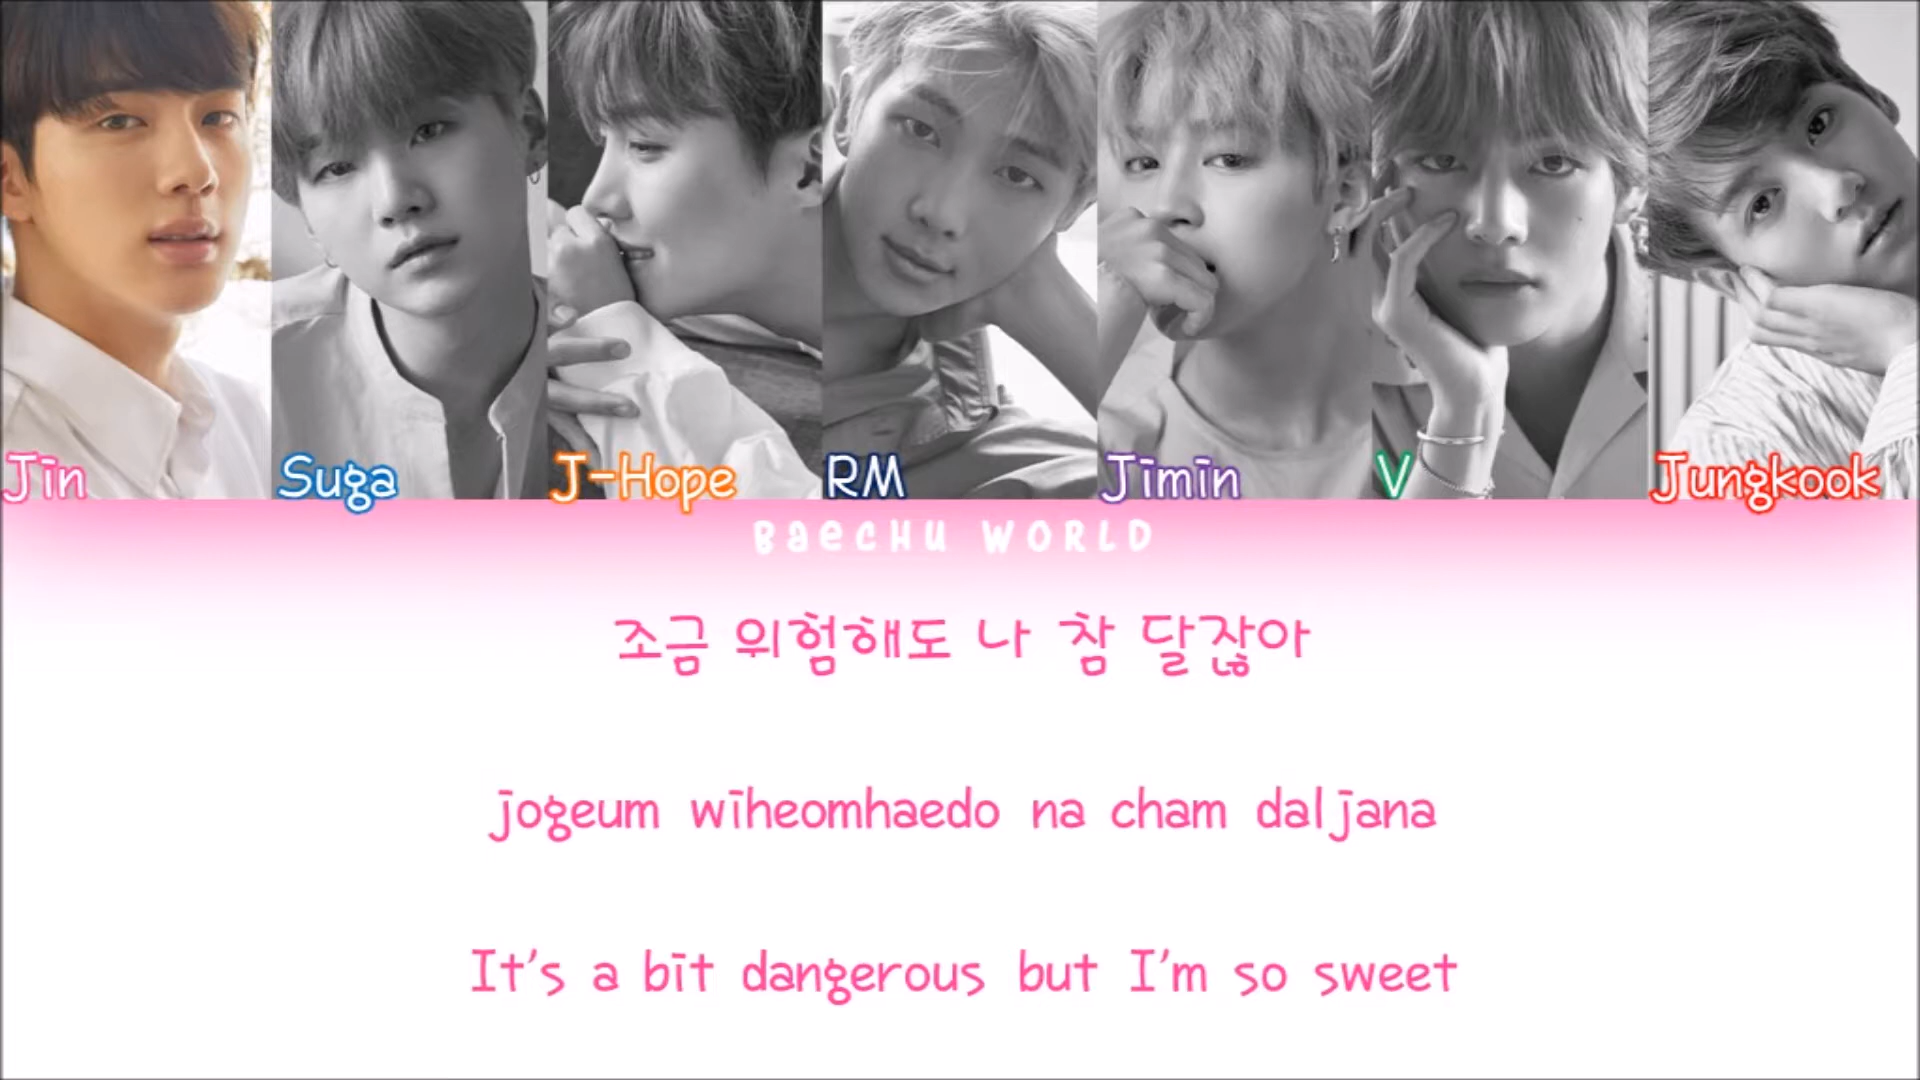 Jin Suga J-Hope RM Jimin V Jungkook
BaecHu WORLD
조금 위험해도 나 참 달잖아
jogeum wiheomhaedo na cham daljana
It's a bit dangerous but I'm so sweet